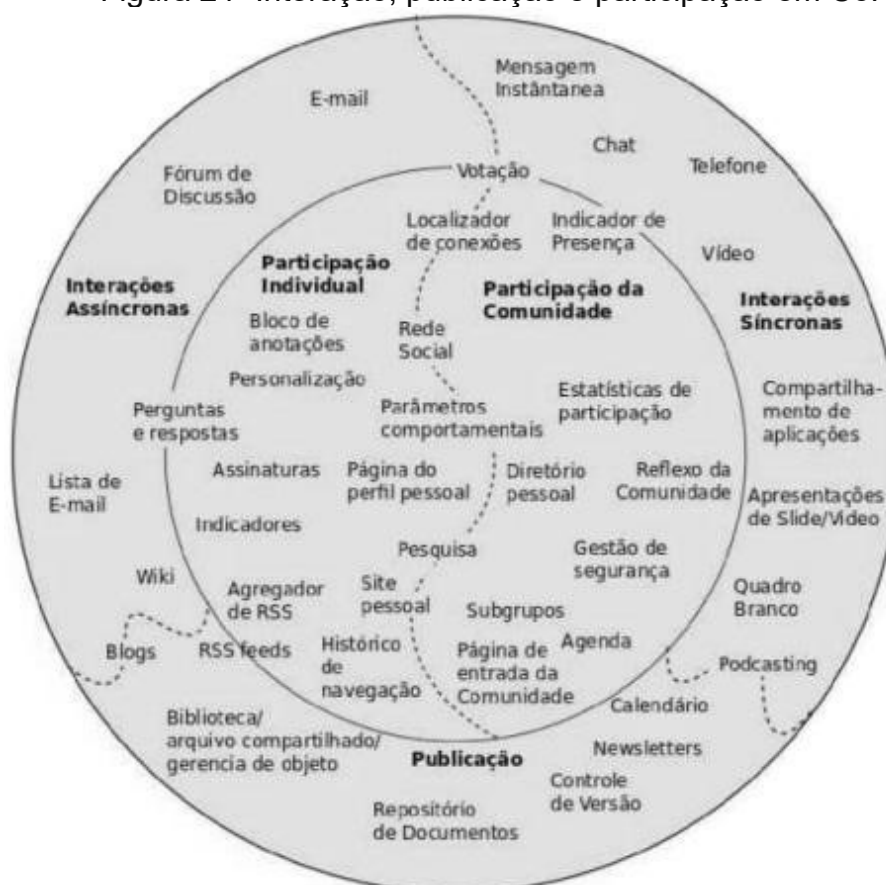 E-mail
Mensagem
Instântanea
Chat
Telefone
Fórum de
Discussão
Votação
Localizador
de conexões
Indicador de
Presença
Vídeo
Interações
Assíncronas
Participação
Individual
Participação da
Comunidade
Interações
Síncronas
Bloco de
anotações
Rede
Social
Personalização
Perguntas
e respostas
Parâmetros
comportamentais
Estatísticas de
participação
Compartilha-
mento de
aplicações
Lista de
E-mail
Assinaturas
Página do
perfil pessoal
Diretório
pessoal
Reflexo da
Comunidade
Apresentações
de Slide/Vídeo
Indicadores
Pesquisa
Gestão de
segurança
Wiki
Agregador
de RSS
Site
pessoal
Subgrupos
Quadro
Branco
Blogs
RSS feeds
Histórico
de
navegação
Página de
entrada da
Comunidade
Agenda
Podcasting
Calendário
Biblioteca/
arquivo compartilhado/
gerencia de objeto
Publicação
Newsletters
Controle
de Versão
Repositório
de Documentos